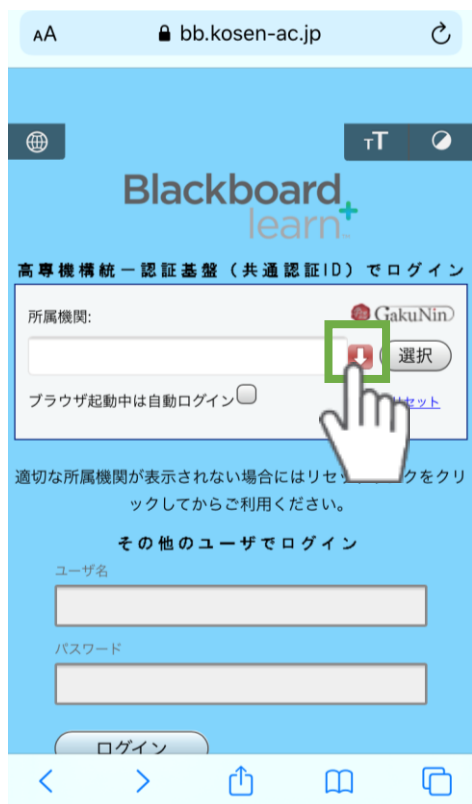 AA
bb.kosen-ac.jp
TT
Blackboard
learn
高専機構統一認証基盤（共通認証ID）でログイン
所属機関:
GakuNin
選択
ブラウザ起動中は自動ログイン
セット
適切な所属機関が表示されない場合にはリセ クをクリ
ックしてからご利用ください。
その他のユーザでログイン
ユーザ名
パスワード
ログイン